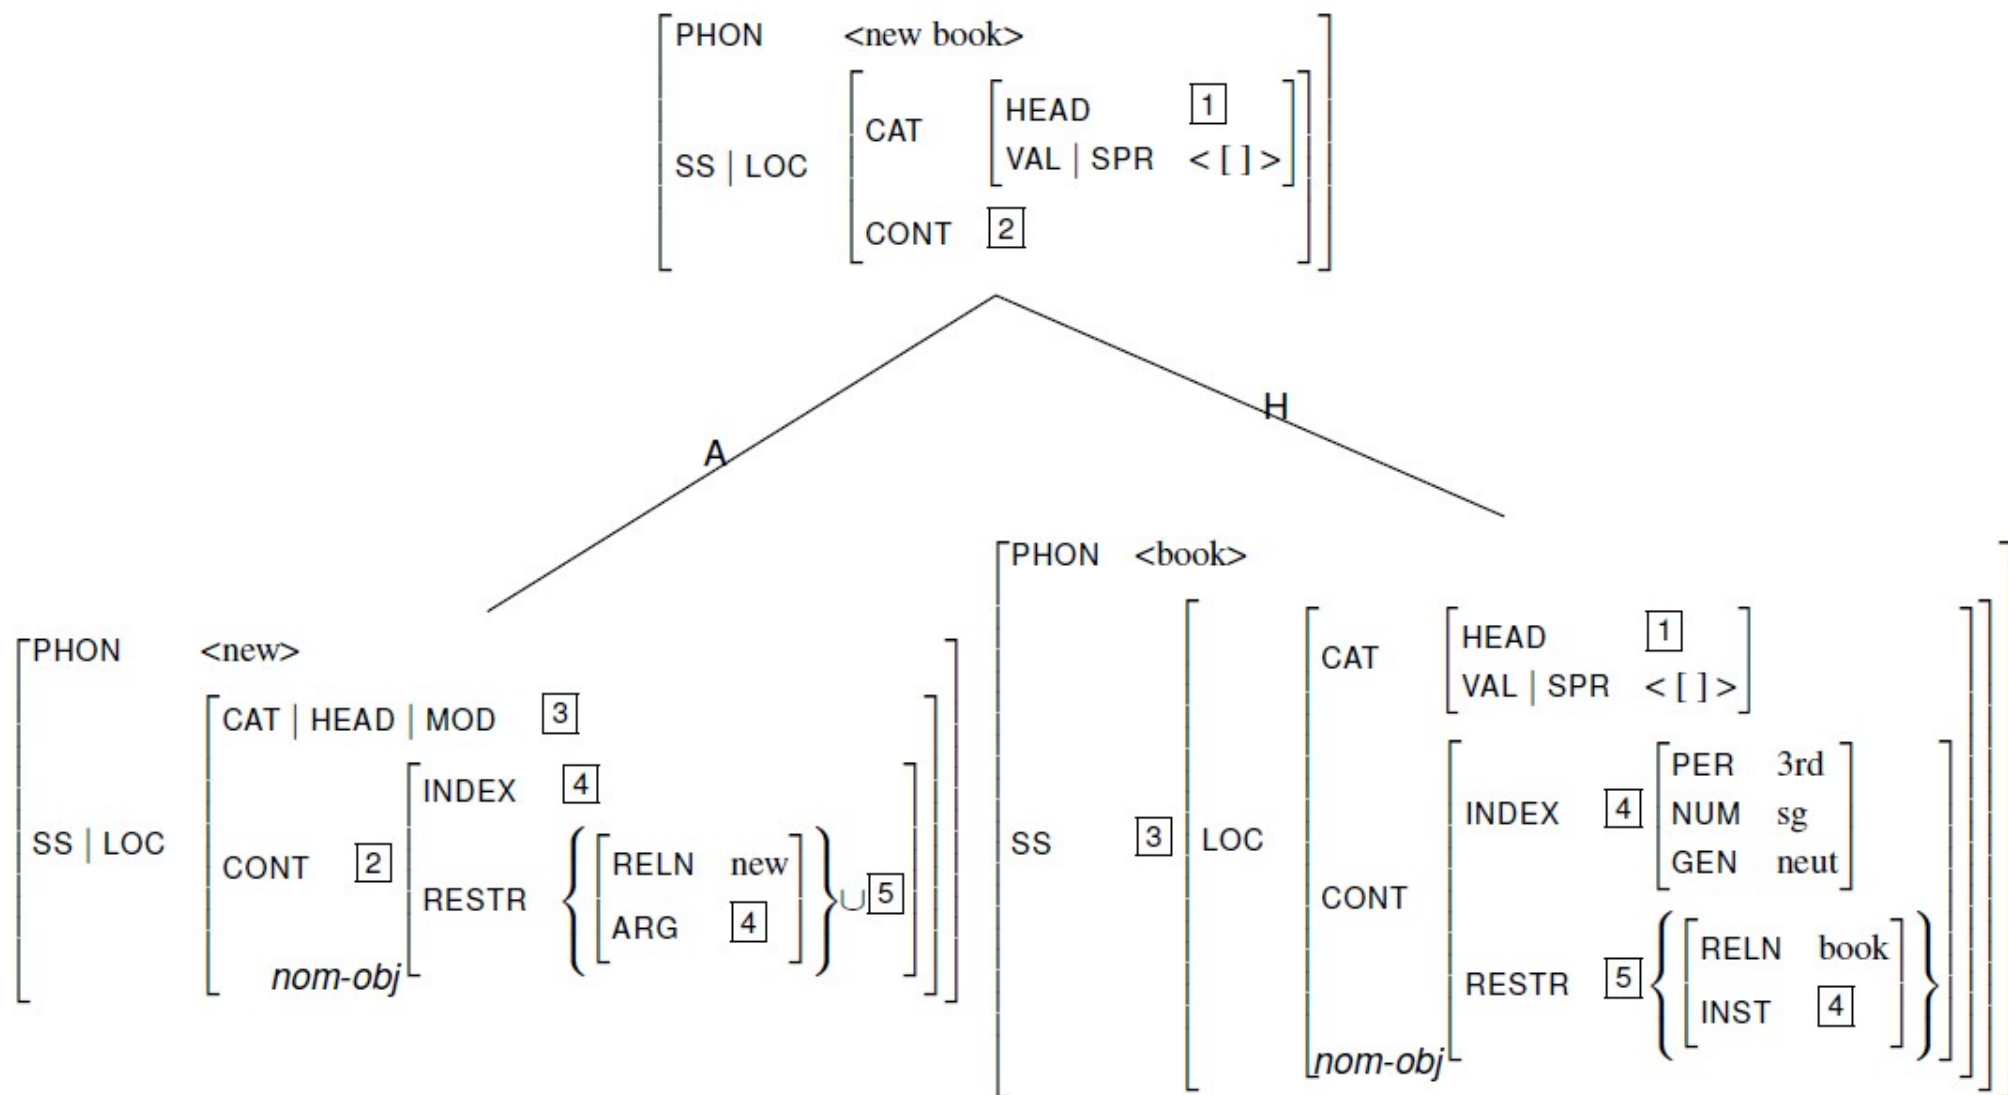 PHON <new book>
SS | LOC
CAT
HEAD 1
VAL | SPR < [ ] >
CONT 2
A
H
PHON <new>
SS | LOC
CAT | HEAD | MOD 3
CONT 2
INDEX 4
RESTR { RELN new
ARG 4 } ∪ 5
nom-obj
PHON <book>
SS 3
LOC
CAT
HEAD 1
VAL | SPR < [ ] >
CONT
INDEX 4
PER 3rd
NUM sg
GEN neut
RESTR 5 { RELN book
INST 4 }
nom-obj